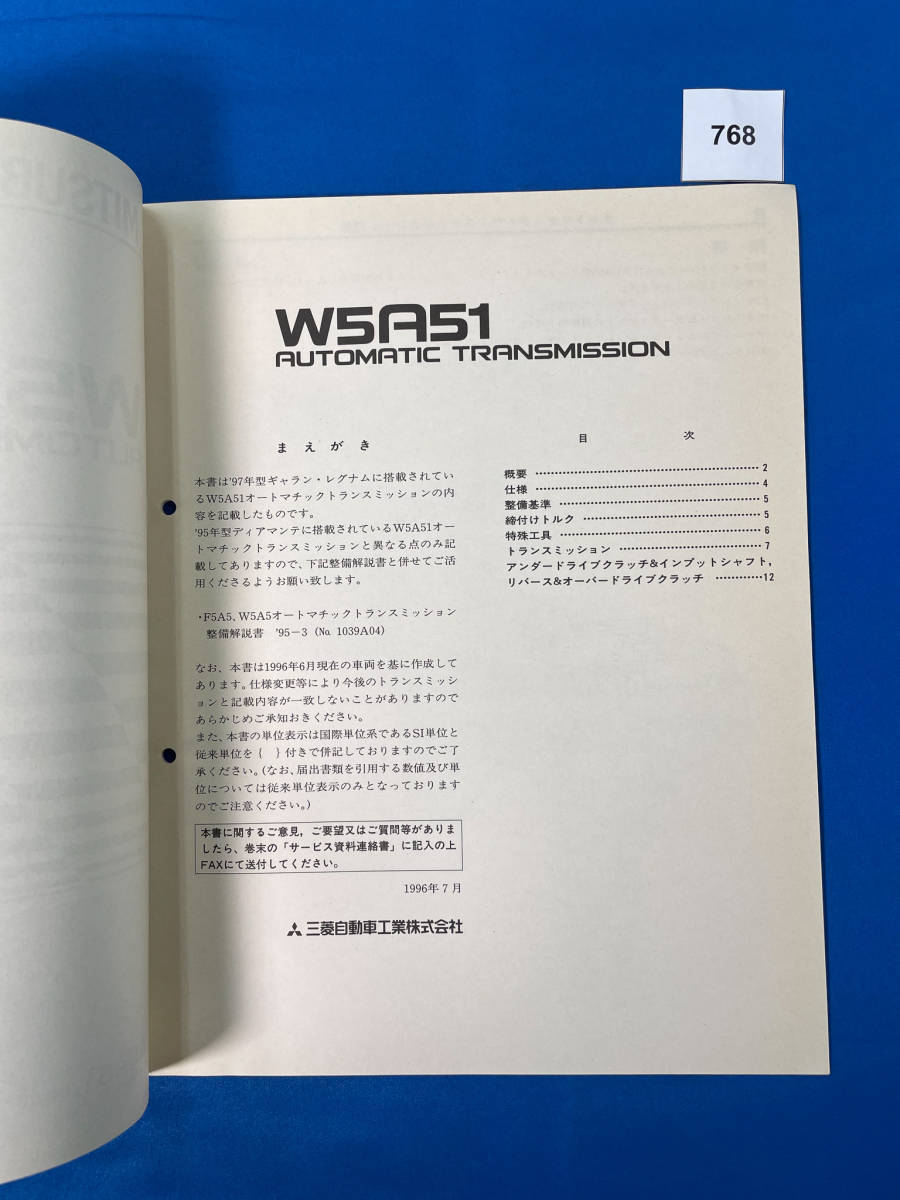 768
MITSUB
W5A51
AUTOMATIC TRANSMISSION
まえがき
本書は'97年型ギャラン・レグナムに搭載されてい
るW5A51オートマチックトランスミッションの内
容を記載したものです。
'95年型ディアマンテに搭載されているW5A51オー
トマチックトランスミッションと異なる点のみ記
載してありますので、下記整備解説書と併せてご活
用くださるようお願い致します。
・F5A5、W5A5オートマチックトランスミッション
整備解説書 '95-3 (No. 1039A04)
なお、本書は1996年6月現在の車両を基に作成して
あります。仕様変更等により今後のトランスミッシ
ョンと記載内容が一致しないことがありますので
あらかじめご承知おきください。
また、本書の単位表示は国際単位系であるSI単位と
従来単位を{ }付きで併記しておりますのでご了
承ください。(なお、届出書類を引用する数値及び単
位については従来単位表示のみとなっております
のでご注意ください。)
本書に関するご意見，ご要望又はご質問等がありま
したら、巻末の「サービス資料連絡書」に記入の上
FAXにて送付してください。
1996年7月
三菱自動車工業株式会社
目 次
概要 ……………………………………………… 2
仕様 ……………………………………………… 4
整備基準 ………………………………………… 5
締付けトルク …………………………………… 5
特殊工具 ………………………………………… 6
トランスミッション …………………………… 7
アンダードライブクラッチ&インプットシャフト，
リバース&オーバードライブクラッチ …………12